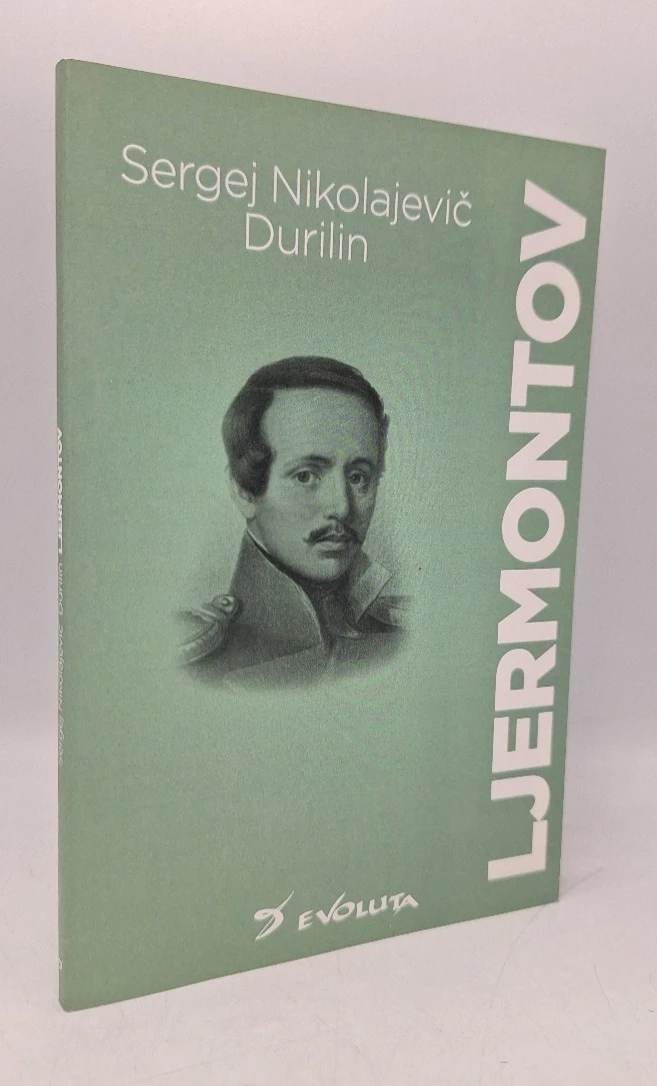 Sergej Nikolajevič
Durilin
LJERMONTOV
EVOLUTA
Sergej Nikolajevič Durilin LJERMONTOV